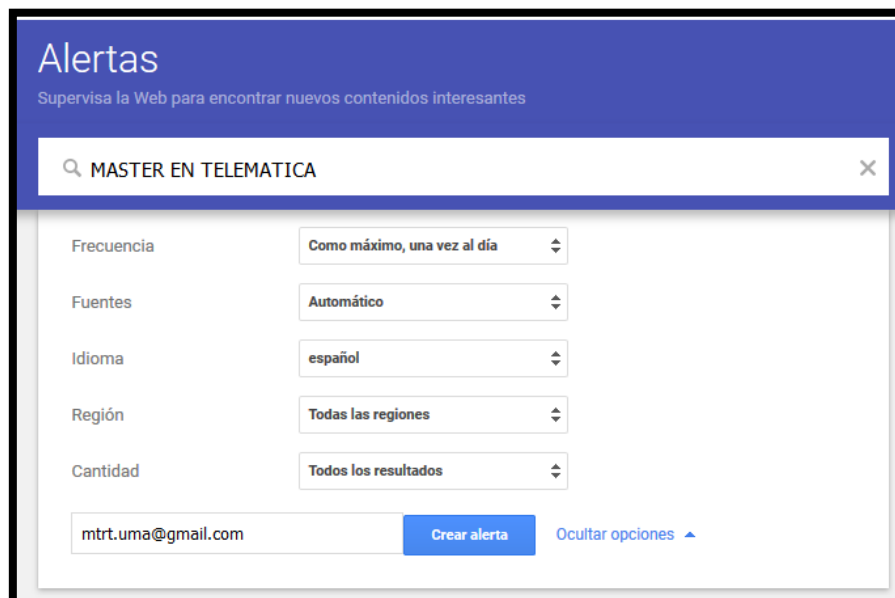 Alertas
Supervisa la Web para encontrar nuevos contenidos interesantes
MASTER EN TELEMATICA
Frecuencia Como máximo, una vez al día
Fuentes Automático
Idioma español
Región Todas las regiones
Cantidad Todos los resultados
mtrt.uma@gmail.com Crear alerta Ocultar opciones